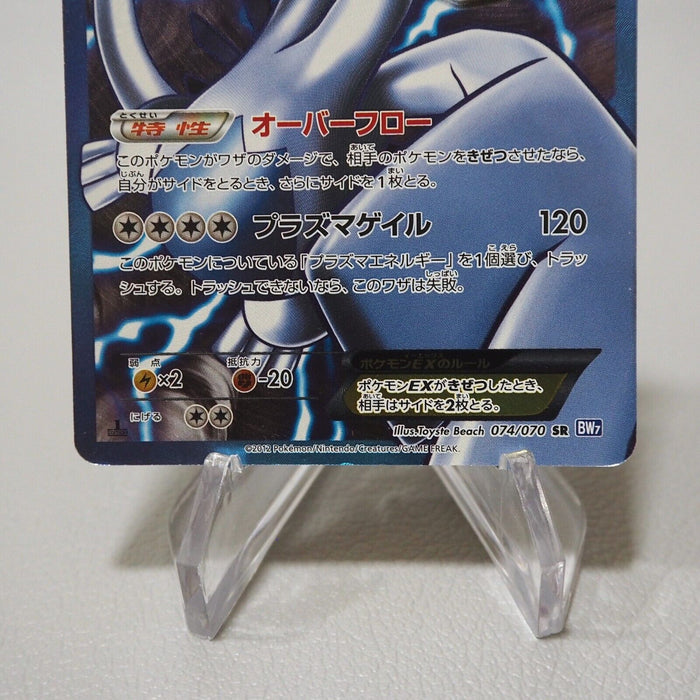 とくせい
特性 オーバーフロー
このポケモンがワザのダメージで、相手のポケモンをきぜつさせたなら、
自分がサイドをとるとき、さらにサイドを1枚とる。
プラズマゲイル 120
このポケモンについている「プラズマエネルギー」を1個選び、トラッ
シュする。トラッシュできないなら、このワザは失敗。
弱点 抵抗力 ポケモンEXのルール
×2 -20 ポケモンEXがきぜつしたとき、
相手はサイドを2枚とる。
にげる
Illus.Toyste Beach 074/070 SR BW7
©2012 Pokémon/Nintendo/Creatures/GAME FREAK.